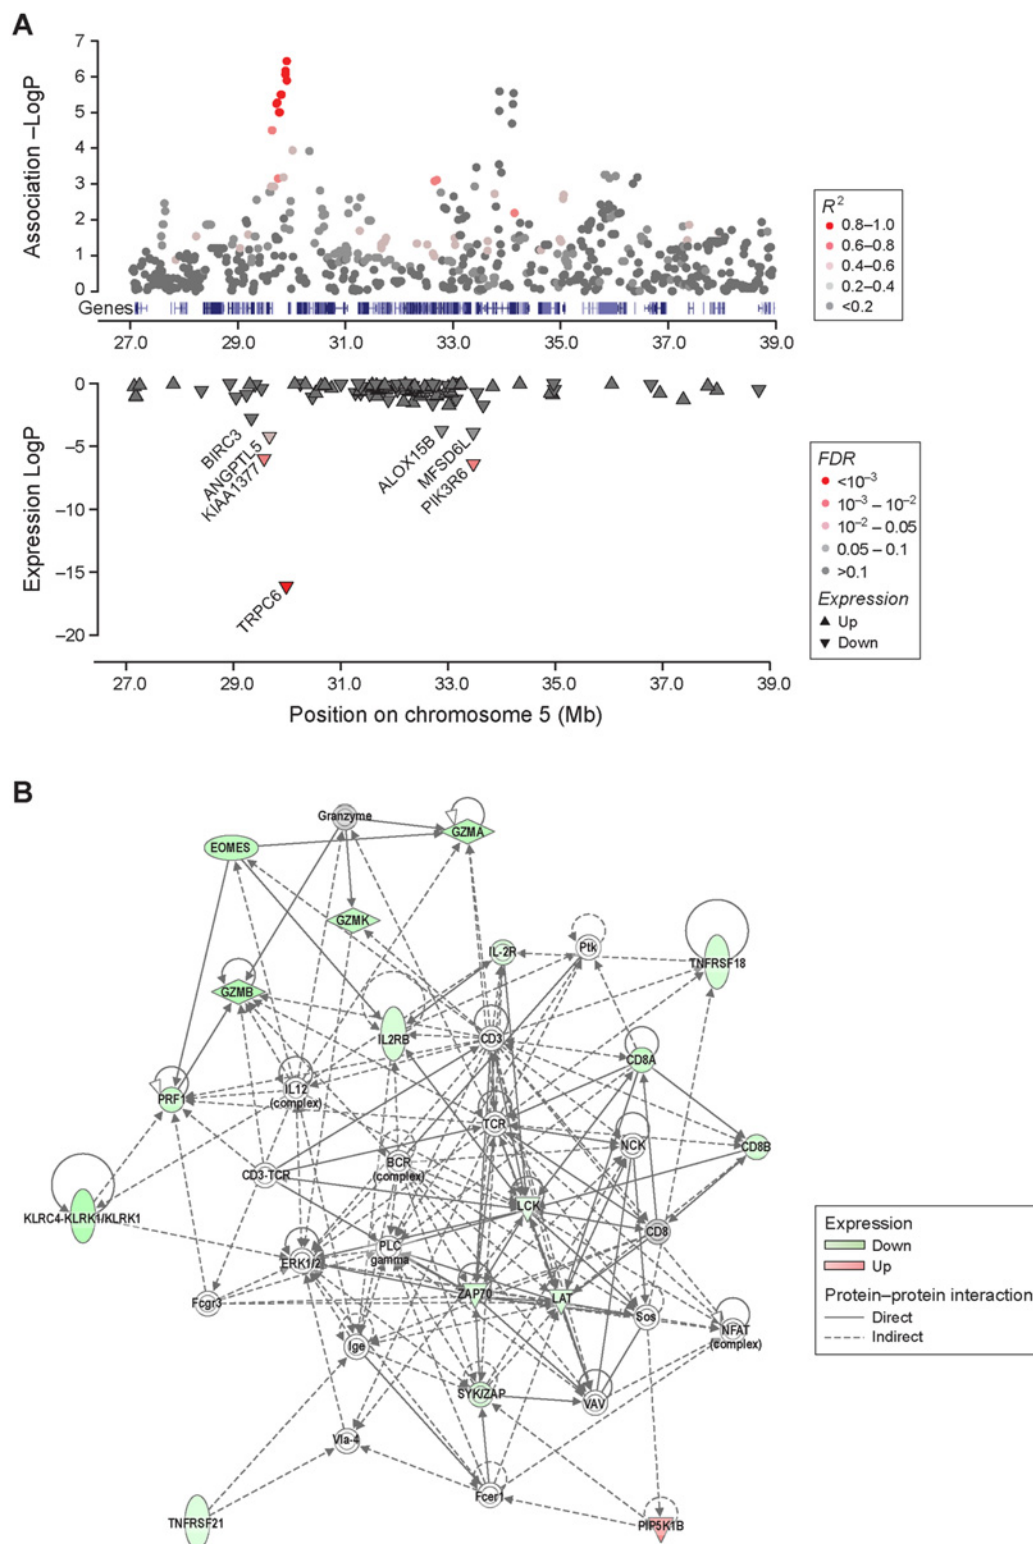 A
7
6
5
4
3
2
1
0
Association –LogP
Genes
27.0 29.0 31.0 33.0 35.0 37.0 39.0
R²
0.8–1.0
0.6–0.8
0.4–0.6
0.2–0.4
<0.2
0
−5
−10
−15
−20
Expression LogP
BIRC3
ANGPTL5
KIAA1377
TRPC6
ALOX15B
MFSD6L
PIK3R6
27.0 29.0 31.0 33.0 35.0 37.0 39.0
Position on chromosome 5 (Mb)
FDR
<10⁻³
10⁻³ – 10⁻²
10⁻² – 0.05
0.05 – 0.1
>0.1
Expression
Up
Down
B
Granzyme
GZMA
EOMES
GZMK
IL-2R
Ptk
TNFRSF18
GZMB
IL2RB
CD3
CD8A
PRF1
IL12
(complex)
TCR
NCK
CD8B
CD3-TCR
BCR
(complex)
KLRC4-KLRK1/KLRK1
LCK
CD8
ERK1/2
PLC
gamma
Fcgr3
ZAP70
LAT
Sos
NFAT
(complex)
Ige
SYK/ZAP
VAV
Vla-4
Fcer1
TNFRSF21
PIP5K1B
Expression
Down
Up
Protein–protein interaction
Direct
Indirect